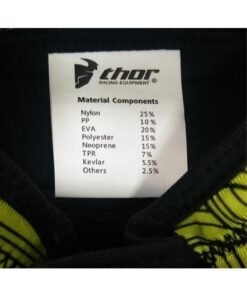 thor
RACING EQUIPMENT ®
Material Components
Nylon 25%
PP 10%
EVA 20%
Polyester 15%
Neoprene 15%
TPR 7%
Kevlar 5.5%
Others 2.5%